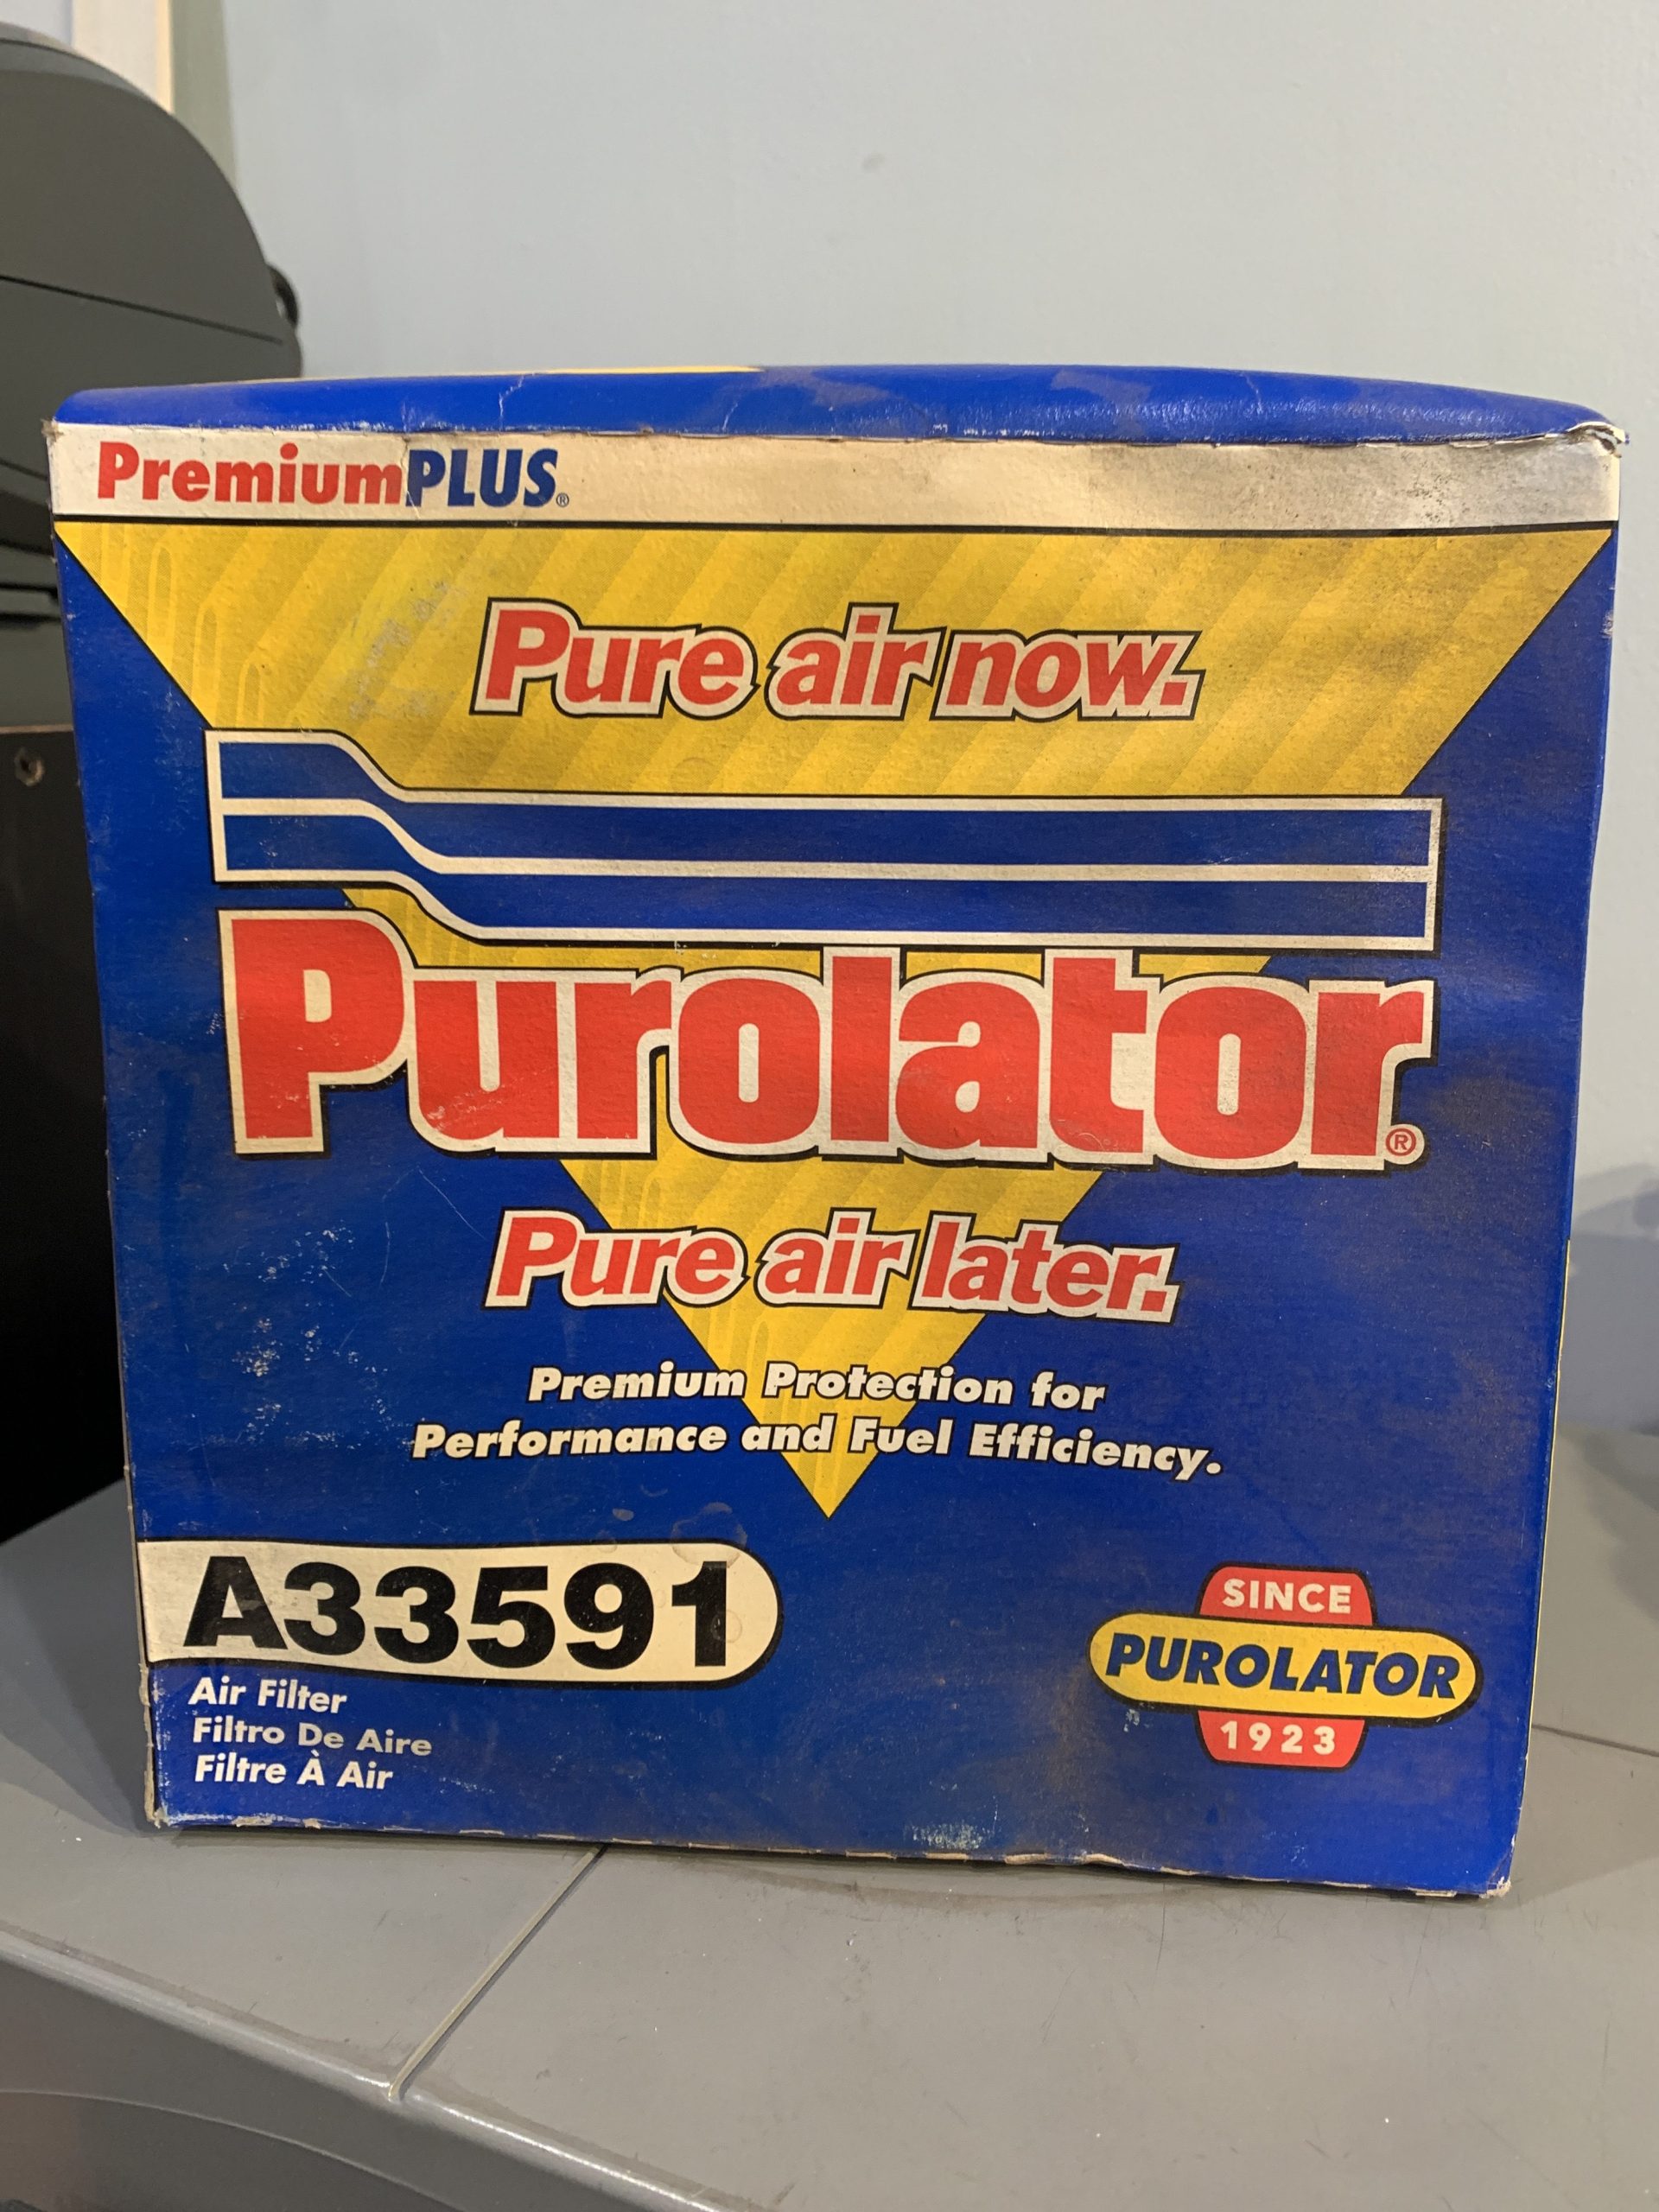 PremiumPLUS®
Pure air now.
Purolator®
Pure air later.
Premium Protection for
Performance and Fuel Efficiency.
A33591
Air Filter
Filtro De Aire
Filtre À Air
SINCE
PUROLATOR
1923